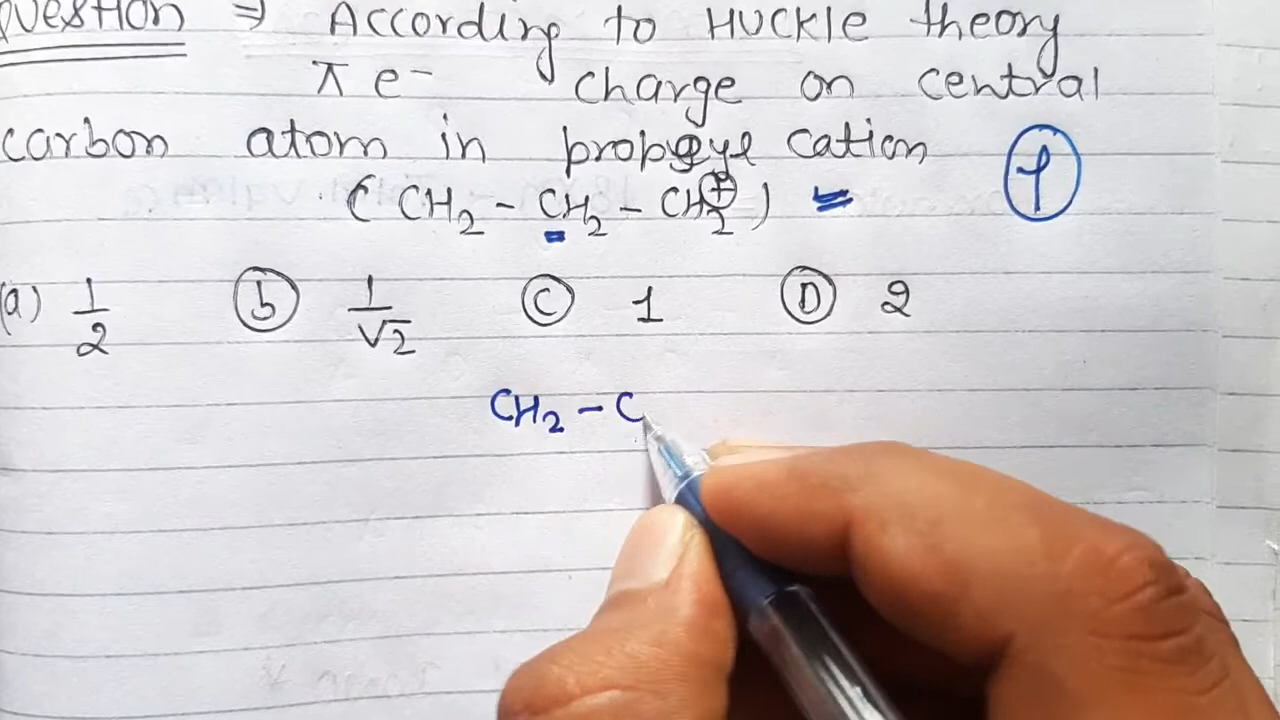 Question ⇒ According to HUCKLE theory
π e⁻ charge on central
carbon atom in cation
( CH₂ - CH₂ - CH₂⊕ )
(a) 1/2 (b) 1/√2 (C) 1 (D) 2
CH₂ - C